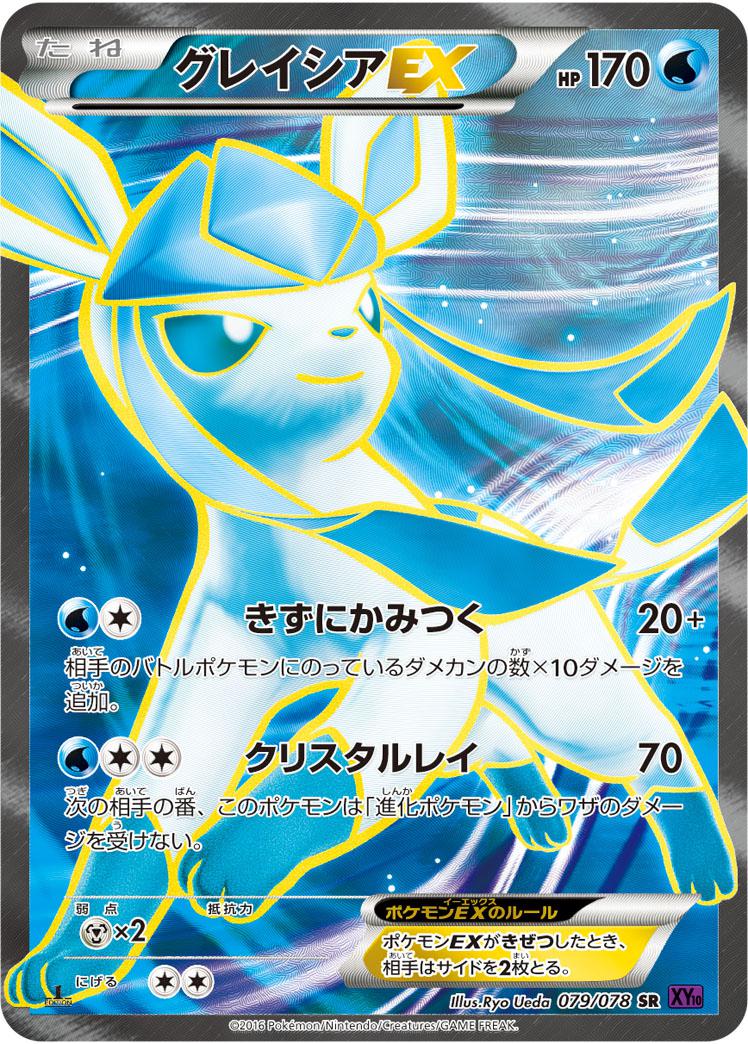 たね グレイシアEX HP170
きずにかみつく 20+
相手のバトルポケモンにのっているダメカンの数×10ダメージを
追加。
クリスタルレイ 70
次の相手の番、このポケモンは「進化ポケモン」からワザのダメー
ジを受けない。
弱点 抵抗力
×2
にげる
ポケモンEXのルール
ポケモンEXがきぜつしたとき、
相手はサイドを2枚とる。
Illus.Ryo Ueda 079/078 SR XY10
©2016 Pokémon/Nintendo/Creatures/GAME FREAK.